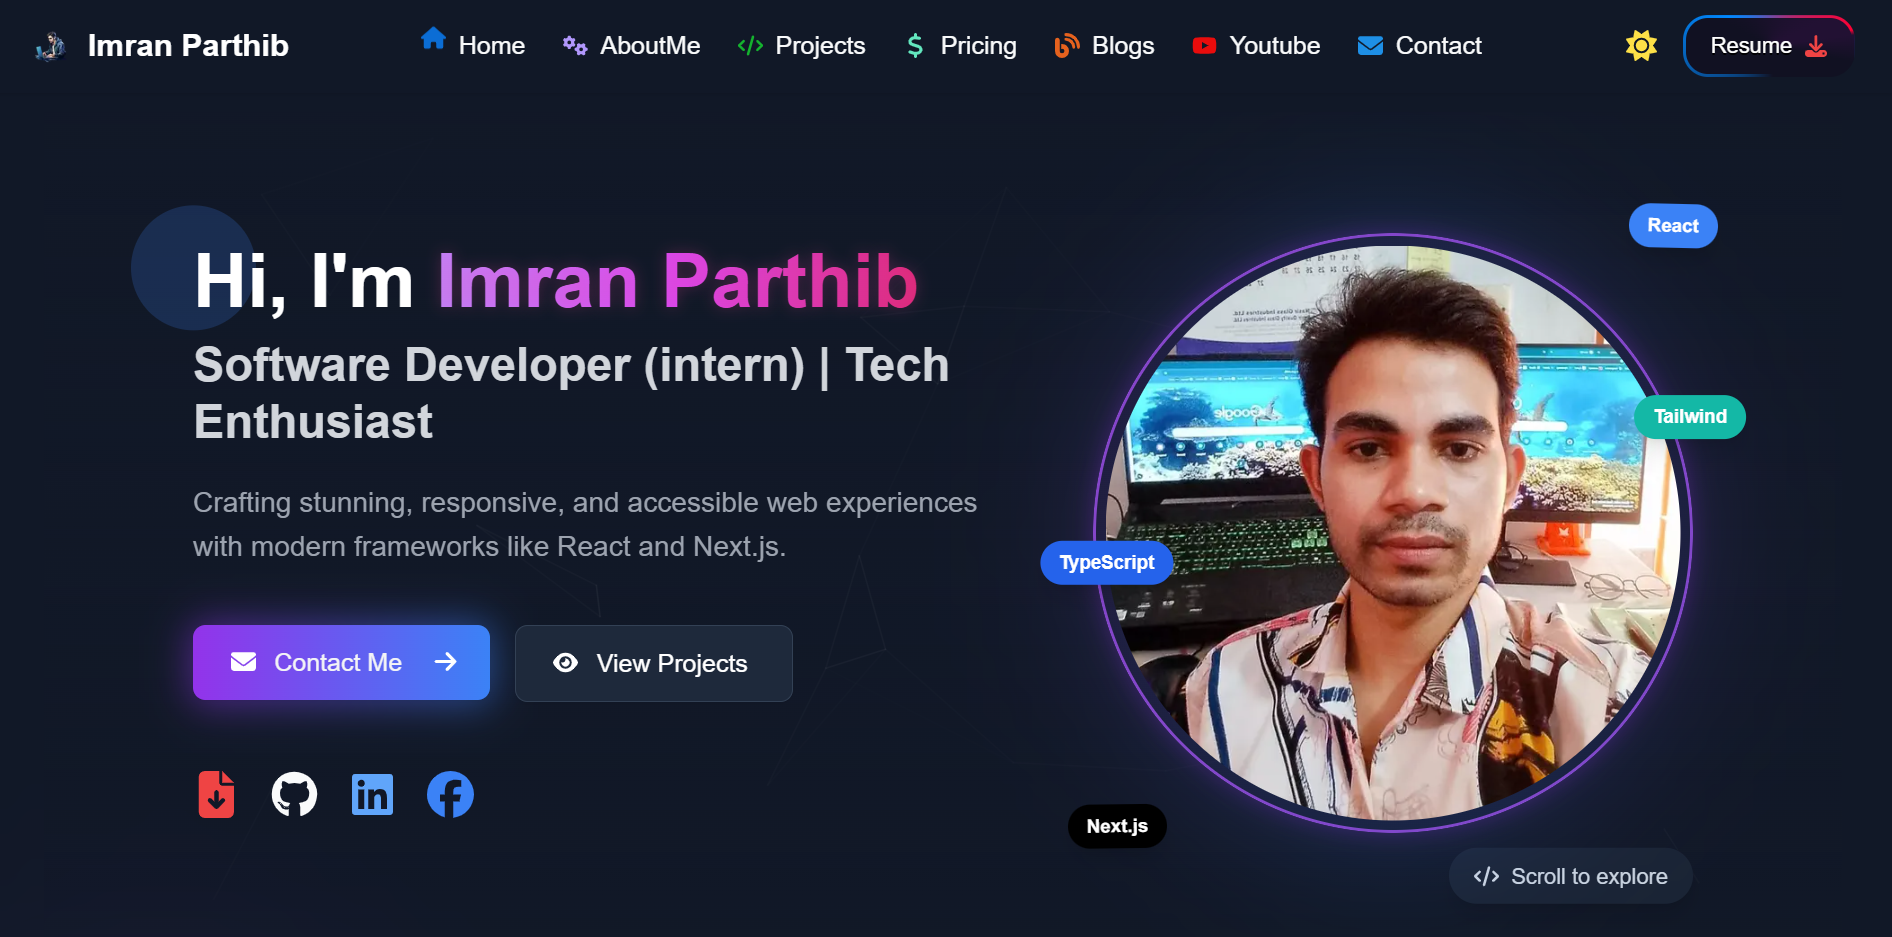 Imran Parthib
Home
AboutMe
Projects
Pricing
Blogs
Youtube
Contact
Resume
Hi, I'm Imran Parthib
Software Developer (intern) | Tech
Enthusiast
Crafting stunning, responsive, and accessible web experiences
with modern frameworks like React and Next.js.
Contact Me
View Projects
React
Tailwind
TypeScript
Next.js
Google
Scroll to explore